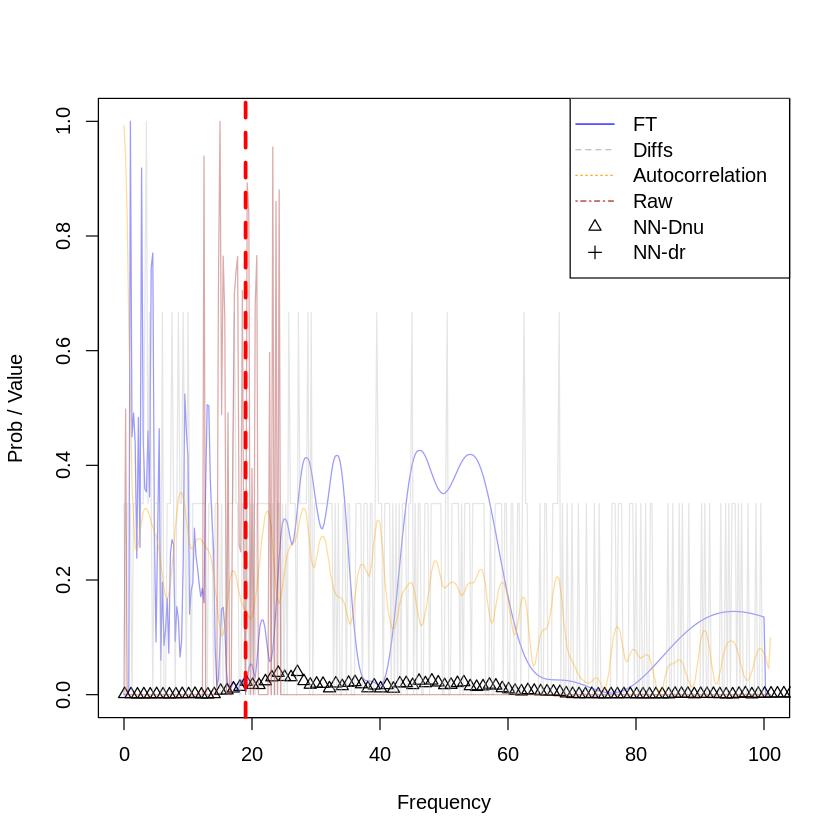 FT
Diffs
Autocorrelation
Raw
NN-Dnu
NN-dr
Prob / Value
1.0
0.8
0.6
0.4
0.2
0.0
0 20 40 60 80 100
Frequency